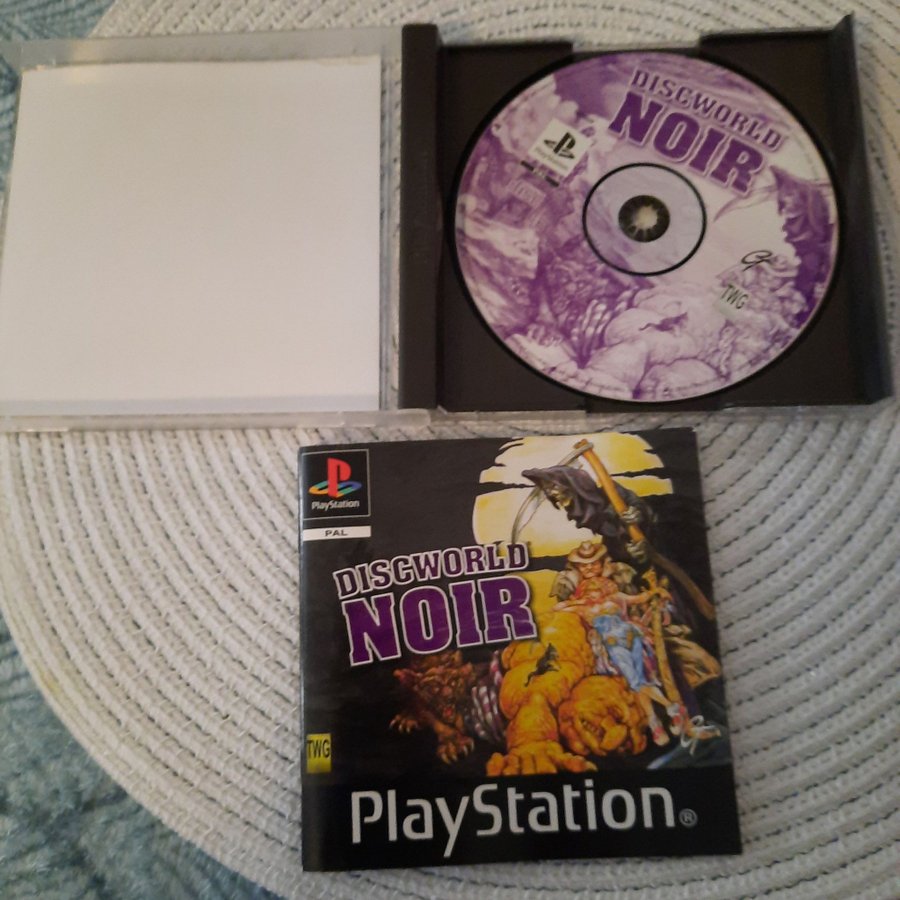 DISCWORLD
NOIR
PlayStation
TWG
PlayStation
PAL
DISCWORLD
NOIR
TWG
PlayStation®